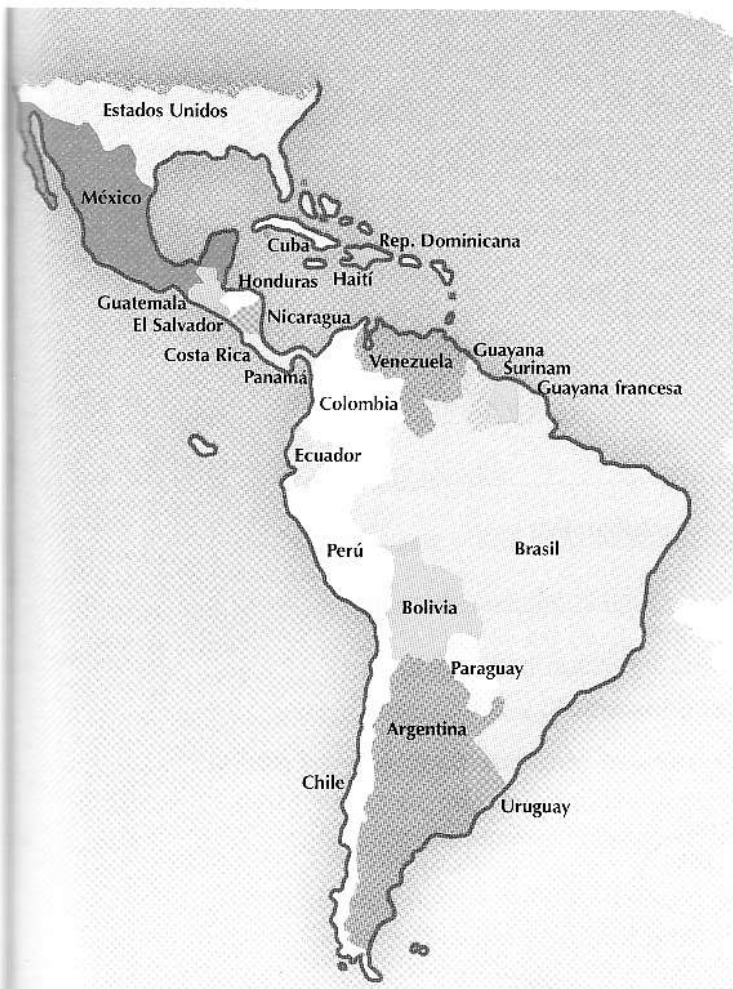 Estados Unidos
México
Cuba
Rep. Dominicana
Honduras
Haití
Guatemala
El Salvador
Nicaragua
Costa Rica
Panamá
Venezuela
Guayana
Surinam
Guayana francesa
Colombia
Ecuador
Perú
Brasil
Bolivia
Paraguay
Argentina
Chile
Uruguay